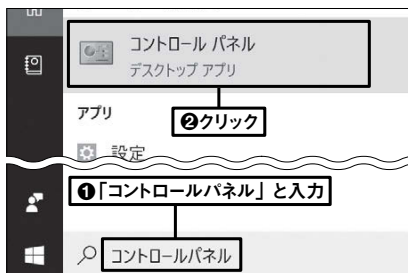 コントロール パネル
デスクトップ アプリ
アプリ
❷クリック
設定
❶「コントロールパネル」と入力
コントロールパネル